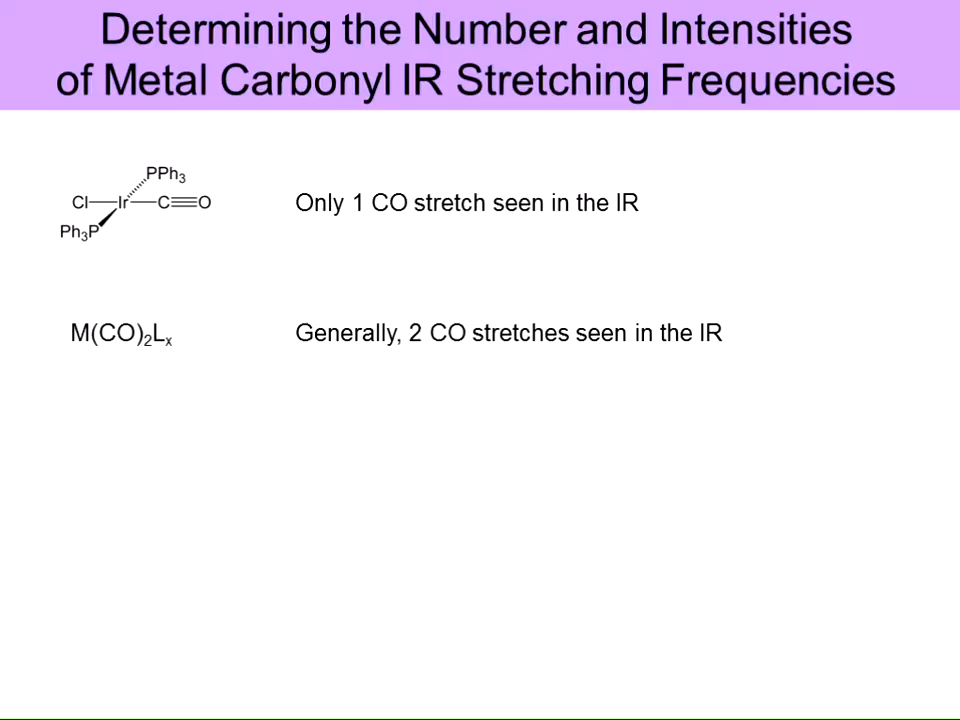 Determining the Number and Intensities
of Metal Carbonyl IR Stretching Frequencies
PPh₃
Cl—Ir—C≡O
Ph₃P
Only 1 CO stretch seen in the IR
M(CO)₂Lₓ
Generally, 2 CO stretches seen in the IR